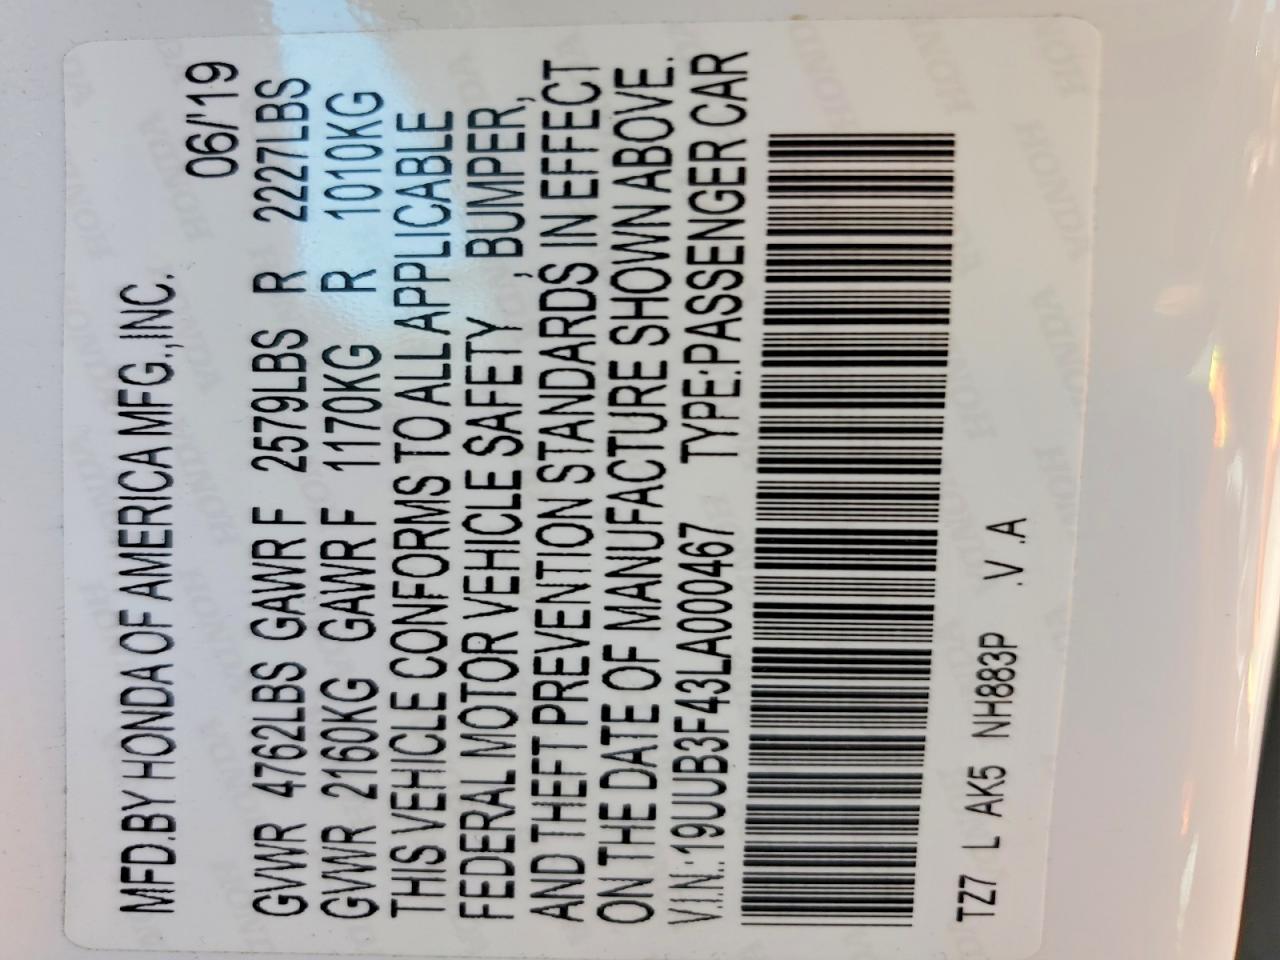 MFD.BY HONDA OF AMERICA MFG.,INC.
06/'19
GVWR 4762LBS GAWR F 2579LBS R 2227LBS
GVWR 2160KG GAWR F 1170KG R 1010KG
THIS VEHICLE CONFORMS TO ALL APPLICABLE
FEDERAL MOTOR VEHICLE SAFETY , BUMPER,
AND THEFT PREVENTION STANDARDS IN EFFECT
ON THE DATE OF MANUFACTURE SHOWN ABOVE.
V.I.N.:19UUB3F43LA000467 TYPE:PASSENGER CAR
TZ7 L AK5 NH883P .V .A